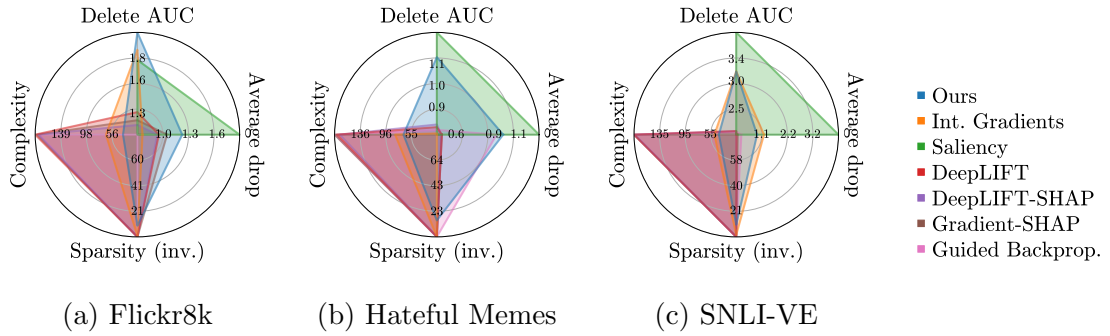 Delete AUC
Average drop
Sparsity (inv.)
Complexity
1.8
1.6
1.3
139 98 56
1.0 1.3 1.6
60
41
21
(a) Flickr8k
Delete AUC
Average drop
Sparsity (inv.)
Complexity
1.1
1.0
0.9
136 96 55
0.6 0.9 1.1
64
43
23
(b) Hateful Memes
Delete AUC
Average drop
Sparsity (inv.)
Complexity
3.4
3.0
2.5
135 95 55
1.1 2.2 3.2
58
40
21
(c) SNLI-VE
Ours
Int. Gradients
Saliency
DeepLIFT
DeepLIFT-SHAP
Gradient-SHAP
Guided Backprop.